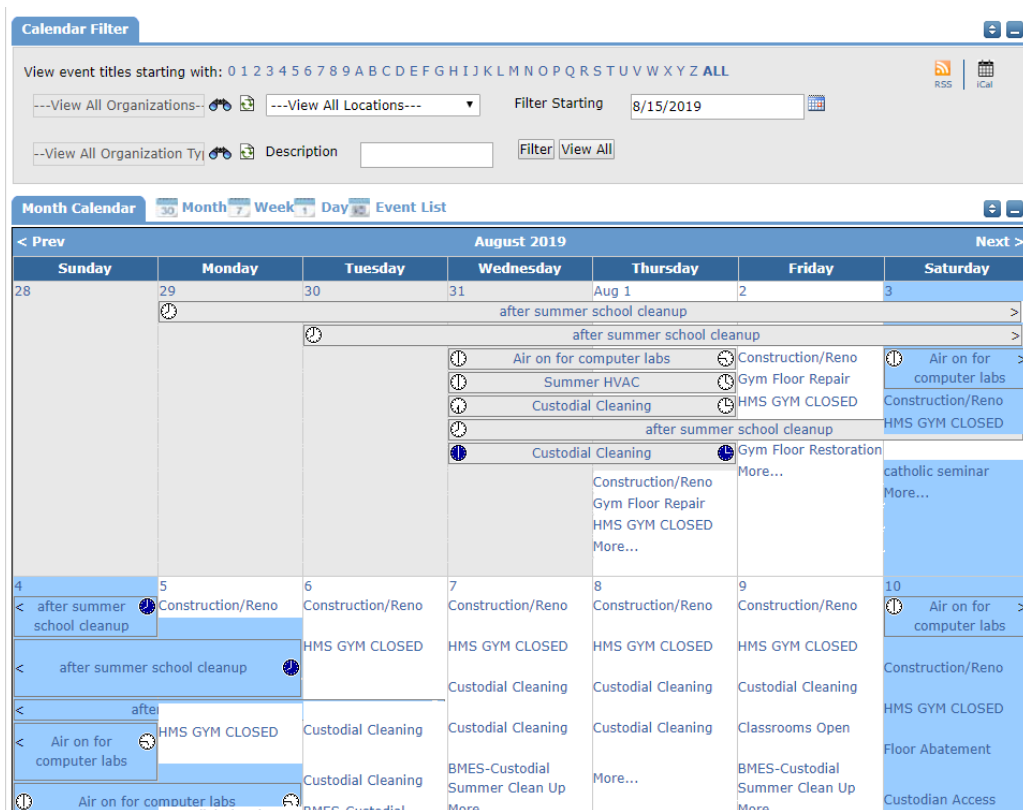 Calendar Filter
View event titles starting with: 0 1 2 3 4 5 6 7 8 9 A B C D E F G H I J K L M N O P Q R S T U V W X Y Z ALL
RSS
iCal
---View All Organizations--
---View All Locations---
Filter Starting
8/15/2019
--View All Organization Ty
Description
Filter
View All
Month Calendar
30 Month
7 Week
1 Day
Event List
< Prev
August 2019
Next >
Sunday
Monday
Tuesday
Wednesday
Thursday
Friday
Saturday
28
29
30
31
Aug 1
2
3
after summer school cleanup >
after summer school cleanup >
Air on for computer labs
Summer HVAC
Custodial Cleaning
after summer school cleanup
Custodial Cleaning
Construction/Reno
Gym Floor Repair
HMS GYM CLOSED
More...
Construction/Reno
Gym Floor Repair
HMS GYM CLOSED
Gym Floor Restoration
More...
Air on for >
computer labs
Construction/Reno
HMS GYM CLOSED
catholic seminar
More...
4
5
6
7
8
9
10
< after summer
school cleanup
< after summer school cleanup
<
< Air on for
computer labs
Air on for computer labs
Construction/Reno
HMS GYM CLOSED
Construction/Reno
HMS GYM CLOSED
Custodial Cleaning
Custodial Cleaning
BMES-Custodial
Construction/Reno
HMS GYM CLOSED
Custodial Cleaning
Custodial Cleaning
BMES-Custodial
Summer Clean Up
More...
Construction/Reno
HMS GYM CLOSED
Custodial Cleaning
Custodial Cleaning
More...
Construction/Reno
HMS GYM CLOSED
Custodial Cleaning
Classrooms Open
BMES-Custodial
Summer Clean Up
More...
Air on for >
computer labs
Construction/Reno
HMS GYM CLOSED
Floor Abatement
Custodian Access